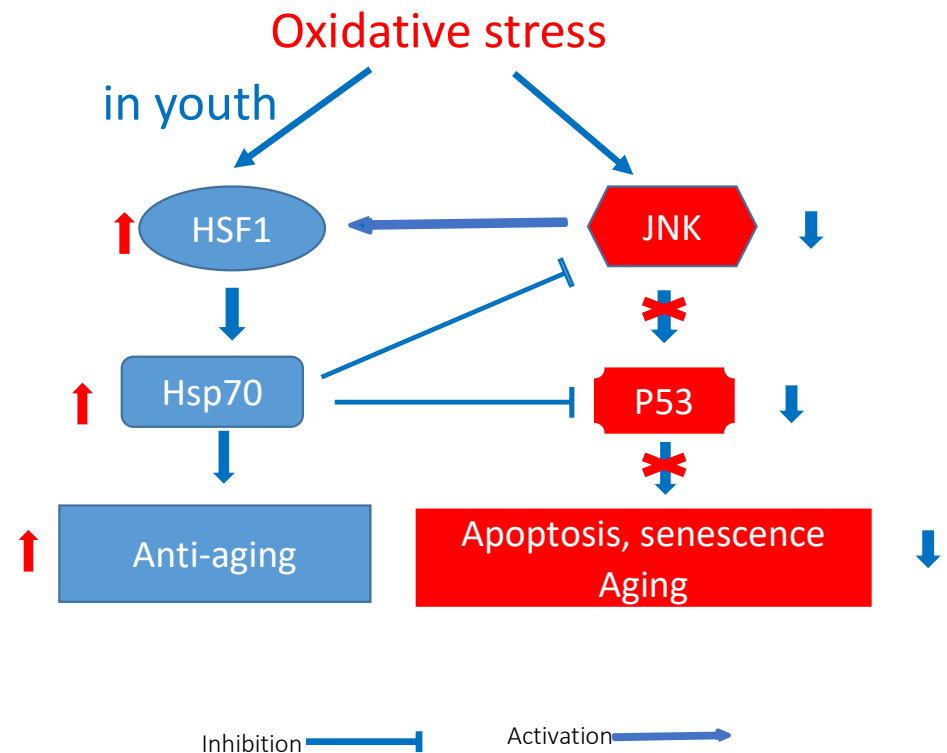 Oxidative stress
in youth
HSF1
JNK
Hsp70
P53
Anti-aging
Apoptosis, senescence
Aging
Inhibition
Activation